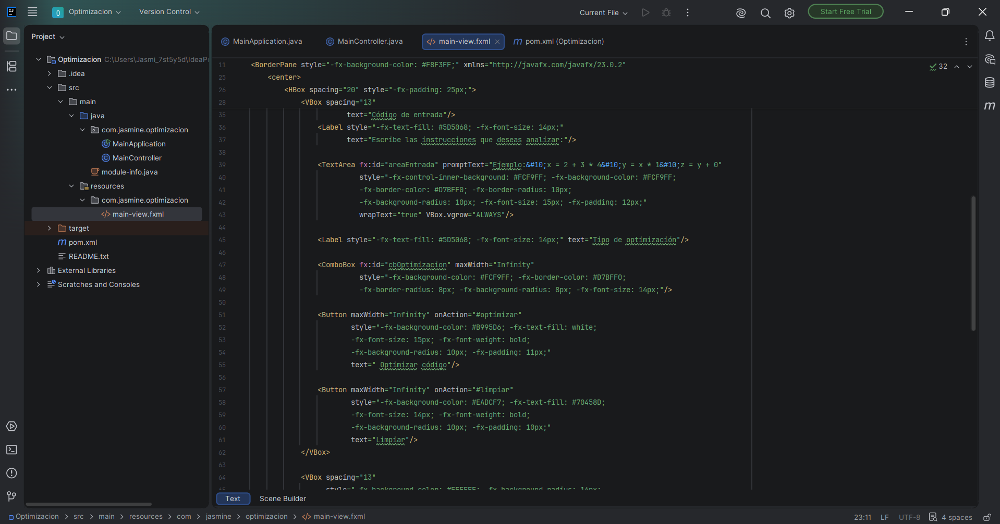 Optimizacion
Version Control
Current File
Start Free Trial
Project
MainApplication.java
MainController.java
main-view.fxml
pom.xml (Optimizacion)
Optimizacion C:\Users\Jasmi_7st5y5d\IdeaPr
.idea
src
main
java
com.jasmine.optimizacion
MainApplication
MainController
module-info.java
resources
com.jasmine.optimizacion
main-view.fxml
target
pom.xml
README.txt
External Libraries
Scratches and Consoles
32
11 <BorderPane style="-fx-background-color: #F8F3FF;" xmlns="http://javafx.com/javafx/23.0.2"
25 <center>
26 <HBox spacing="20" style="-fx-padding: 25px;">
28 <VBox spacing="13"
35 text="Código de entrada"/>
36 <Label style="-fx-text-fill: #5D5068; -fx-font-size: 14px;"
37 text="Escribe las instrucciones que deseas analizar:"/>
38
39 <TextArea fx:id="areaEntrada" promptText="Ejemplo:&#10;x = 2 + 3 * 4&#10;y = x * 1&#10;z = y + 0"
40 style="-fx-control-inner-background: #FCF9FF; -fx-background-color: #FCF9FF;
41 -fx-border-color: #D7BFF0; -fx-border-radius: 10px;
42 -fx-background-radius: 10px; -fx-font-size: 15px; -fx-padding: 12px;"
43 wrapText="true" VBox.vgrow="ALWAYS"/>
44
45 <Label style="-fx-text-fill: #5D5068; -fx-font-size: 14px;" text="Tipo de optimización"/>
46
47 <ComboBox fx:id="cbOptimizacion" maxWidth="Infinity"
48 style="-fx-background-color: #FCF9FF; -fx-border-color: #D7BFF0;
49 -fx-border-radius: 8px; -fx-background-radius: 8px; -fx-font-size: 14px;"/>
50
51 <Button maxWidth="Infinity" onAction="#optimizar"
52 style="-fx-background-color: #B995D6; -fx-text-fill: white;
53 -fx-font-size: 15px; -fx-font-weight: bold;
54 -fx-background-radius: 10px; -fx-padding: 11px;"
55 text=" Optimizar código"/>
56
57 <Button maxWidth="Infinity" onAction="#limpiar"
58 style="-fx-background-color: #EADCF7; -fx-text-fill: #70458D;
59 -fx-font-size: 14px; -fx-font-weight: bold;
60 -fx-background-radius: 10px; -fx-padding: 10px;"
61 text="Limpiar"/>
62 </VBox>
63
64 <VBox spacing="13"
Text
Scene Builder
Optimizacion > src > main > resources > com > jasmine > optimizacion > main-view.fxml
23:11 LF UTF-8 4 spaces